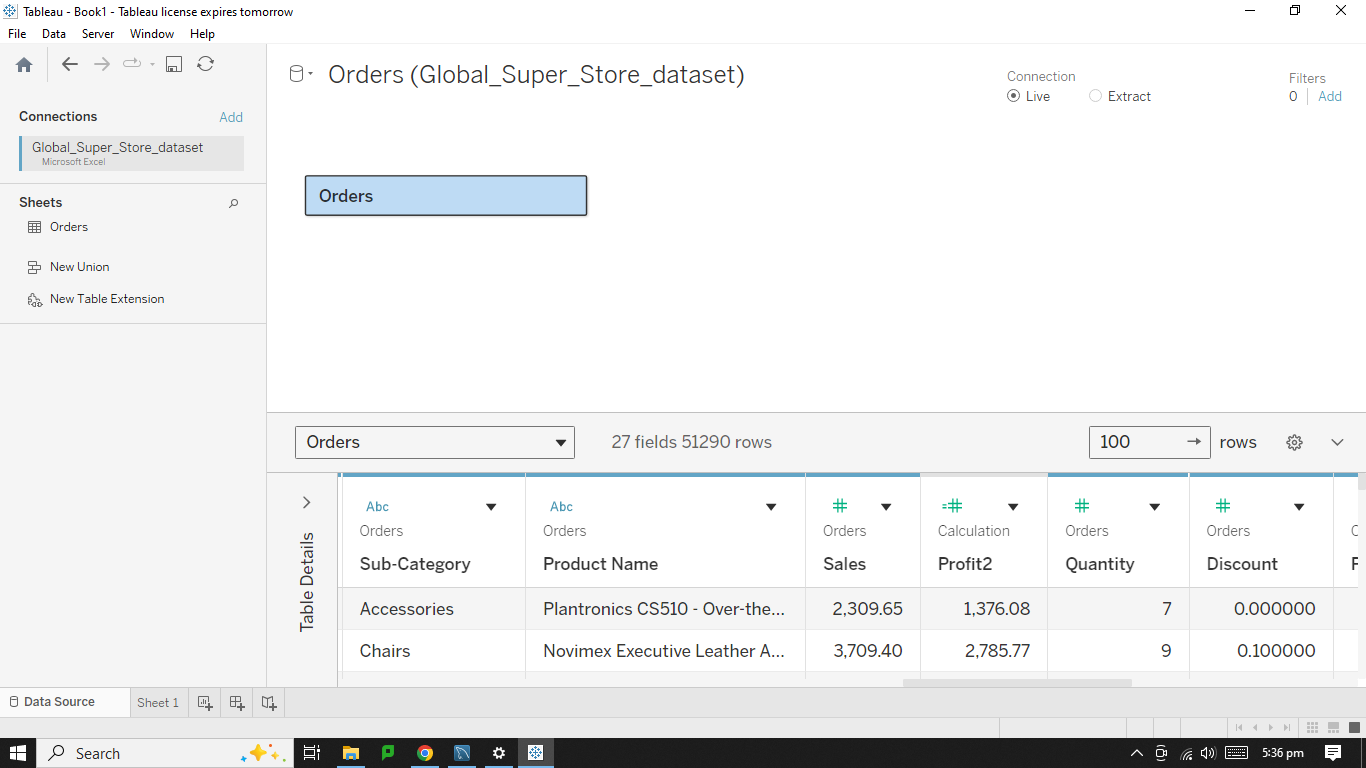 Tableau - Book1 - Tableau license expires tomorrow
File Data Server Window Help
Connections Add
Global_Super_Store_dataset
Microsoft Excel
Sheets
Orders
New Union
New Table Extension
Orders (Global_Super_Store_dataset)
Connection
Live Extract
Filters
0 Add
Orders
Orders 27 fields 51290 rows 100 rows
Table Details
Abc Abc
Orders Orders Orders Calculation Orders Orders
Sub-Category Product Name Sales Profit2 Quantity Discount
Accessories Plantronics CS510 - Over-the... 2,309.65 1,376.08 7 0.000000
Chairs Novimex Executive Leather A... 3,709.40 2,785.77 9 0.100000
Data Source Sheet 1
Search 5:36 pm